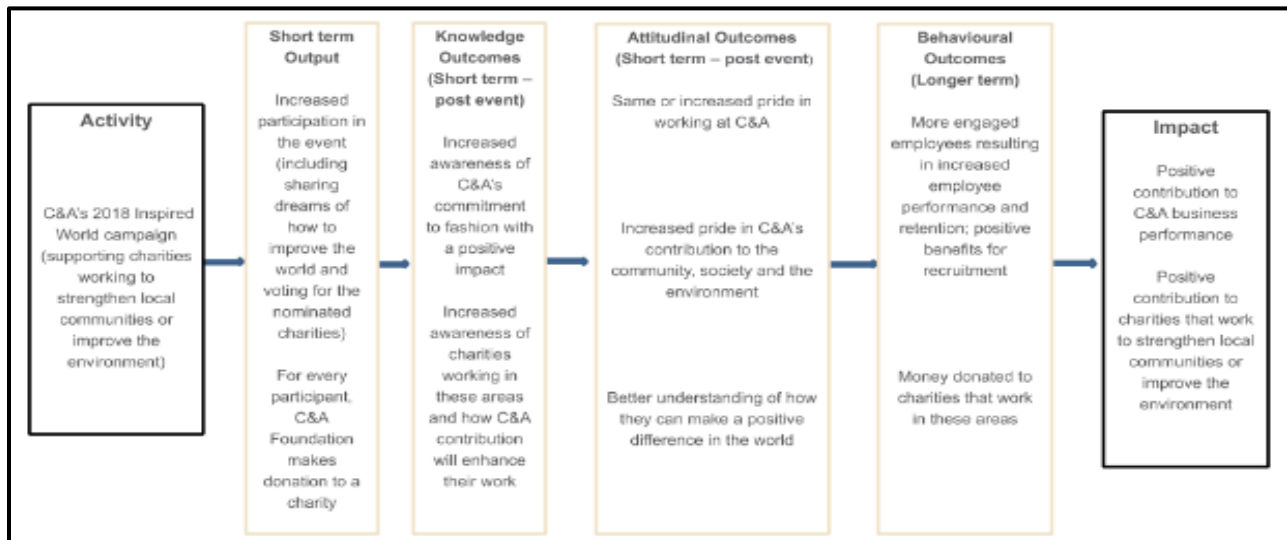 Activity
C&A's 2018 Inspired
World campaign
(supporting charities
working to
strengthen local
communities or
improve the
environment)
Short term
Output
Increased
participation in
the event
(including
sharing
dreams of
how to
improve the
world and
voting for the
nominated
charities)
For every
participant,
C&A
Foundation
makes
donation to a
charity
Knowledge
Outcomes
(Short term –
post event)
Increased
awareness of
C&A's
commitment
to fashion with
a positive
impact
Increased
awareness of
charities
working in
these areas
and how C&A
contribution
will enhance
their work
Attitudinal Outcomes
(Short term – post event)
Same or increased pride in
working at C&A
Increased pride in C&A's
contribution to the
community, society and the
environment
Better understanding of how
they can make a positive
difference in the world
Behavioural
Outcomes
(Longer term)
More engaged
employees resulting
in increased
employee
performance and
retention; positive
benefits for
recruitment
Money donated to
charities that work
in these areas
Impact
Positive
contribution to
C&A business
performance
Positive
contribution to
charities that work
to strengthen local
communities or
improve the
environment